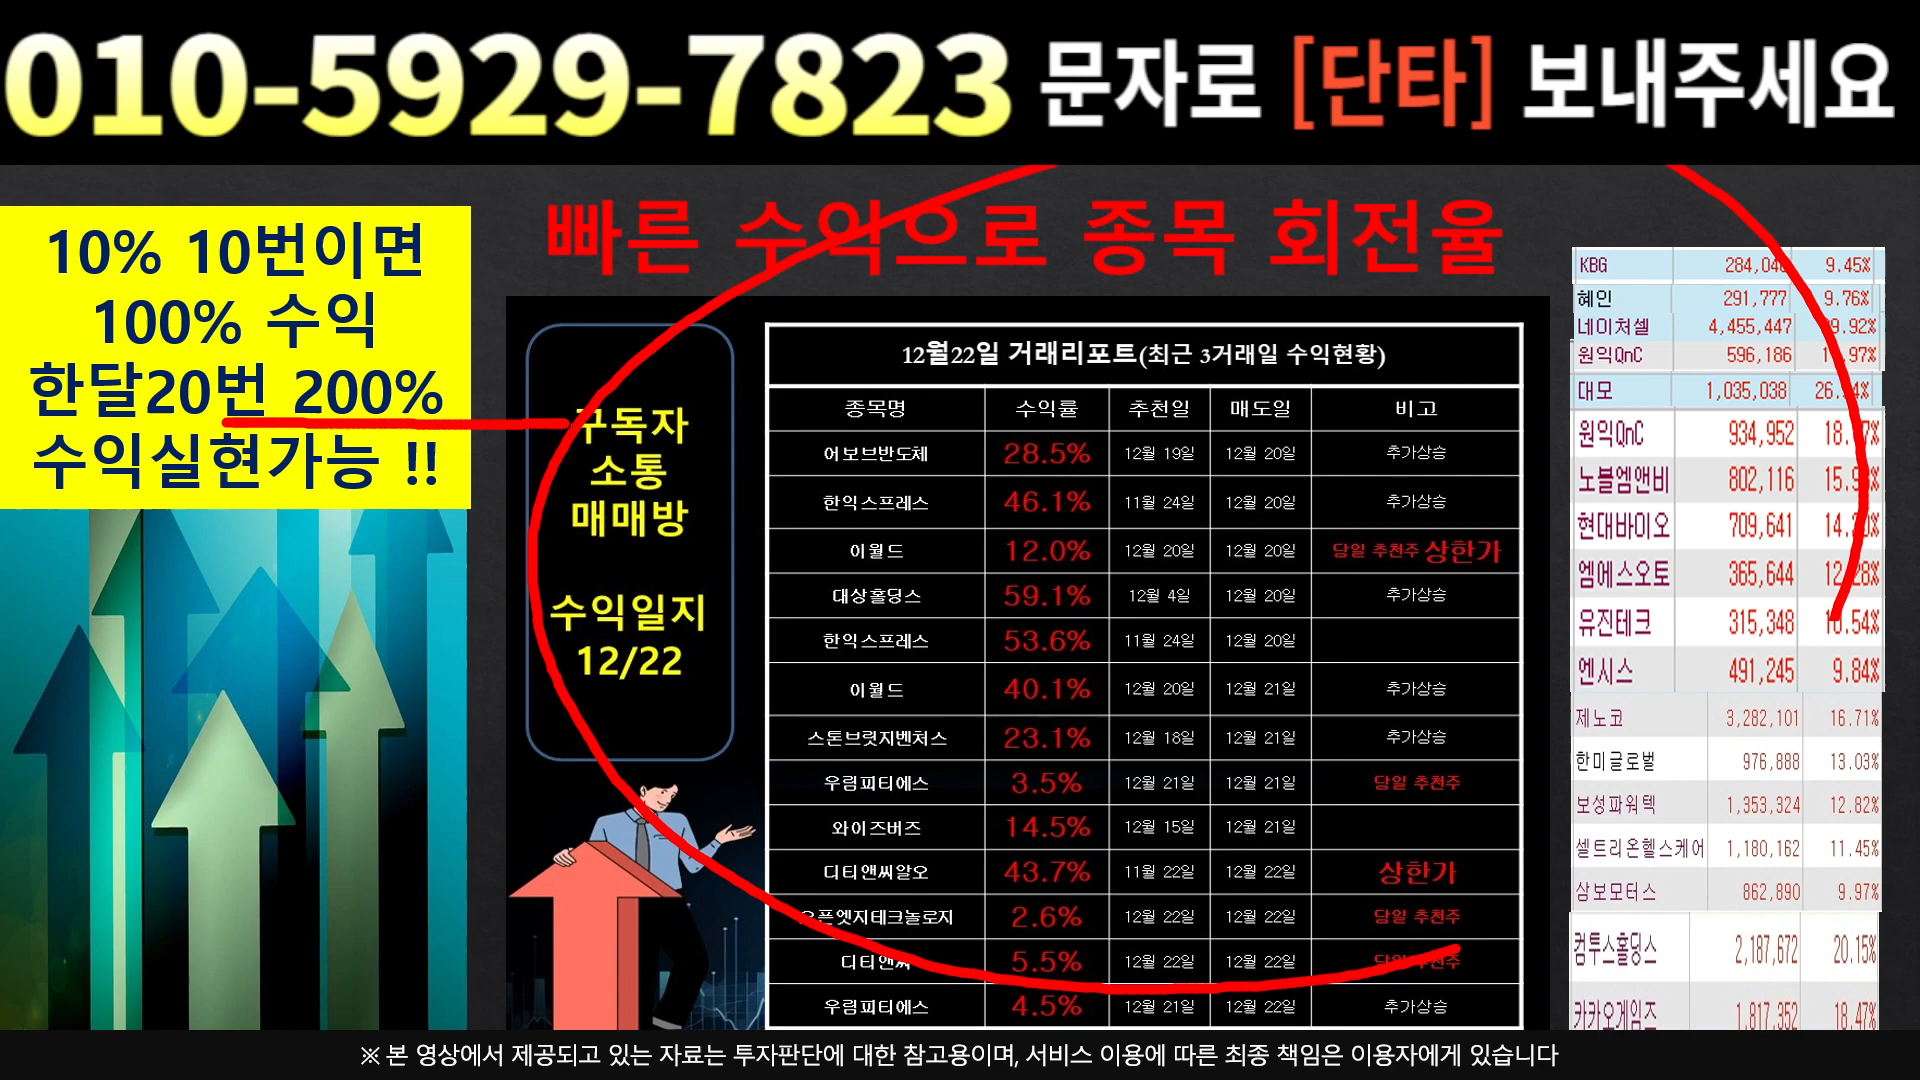 010-5929-7823 문자로 [단타] 보내주세요
빠른 수익으로 종목 회전율
10% 10번이면
100% 수익
한달20번 200%
수익실현가능 !!
구독자
소통
매매방
수익일지
12/22
12월22일 거래리포트(최근 3거래일 수익현황)
종목명 수익률 추천일 매도일 비고
어보브반도체 28.5% 12월 19일 12월 20일 추가상승
한익스프레스 46.1% 11월 24일 12월 20일 추가상승
이월드 12.0% 12월 20일 12월 20일 당일 추천주 상한가
대상홀딩스 59.1% 12월 4일 12월 20일 추가상승
한익스프레스 53.6% 11월 24일 12월 20일
이월드 40.1% 12월 20일 12월 21일 추가상승
스톤브릿지벤처스 23.1% 12월 18일 12월 21일 추가상승
우림피티에스 3.5% 12월 21일 12월 21일 당일 추천주
와이즈버즈 14.5% 12월 15일 12월 21일
디티앤씨알오 43.7% 11월 22일 12월 22일 상한가
오픈엣지테크놀로지 2.6% 12월 22일 12월 22일 당일 추천주
디티앤씨 5.5% 12월 22일 12월 22일 당일 추천주
우림피티에스 4.5% 12월 21일 12월 22일 추가상승
KBG 9.45%
혜인 291,777 9.76%
네이처셀 4,455,447
원익QnC 596,186
대모 1,035,038
원익QnC 934,952
노블엠앤비 802,116
현대바이오 709,641
엠에스오토 365,644
유진테크 315,348
엔시스 491,245 9.84%
제노코 3,282,101 16.71%
한미글로벌 976,888 13.03%
보성파워텍 1,353,324 12.82%
셀트리온헬스케어 1,180,162 11.45%
삼보모터스 862,890 9.97%
컴투스홀딩스 2,187,672 20.15%
카카오게임즈 1,817,352 18.47%
※ 본 영상에서 제공되고 있는 자료는 투자판단에 대한 참고용이며, 서비스 이용에 따른 최종 책임은 이용자에게 있습니다